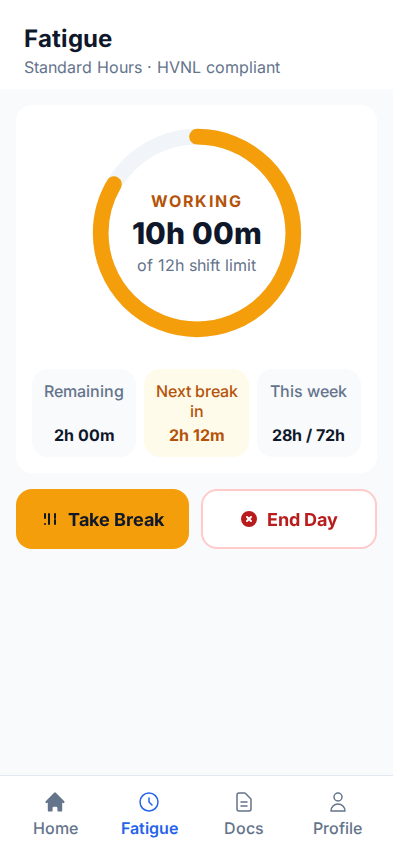 Fatigue
Standard Hours · HVNL compliant
WORKING
10h 00m
of 12h shift limit
Remaining
2h 00m
Next break
in
2h 12m
This week
28h / 72h
Take Break
End Day
Home
Fatigue
Docs
Profile